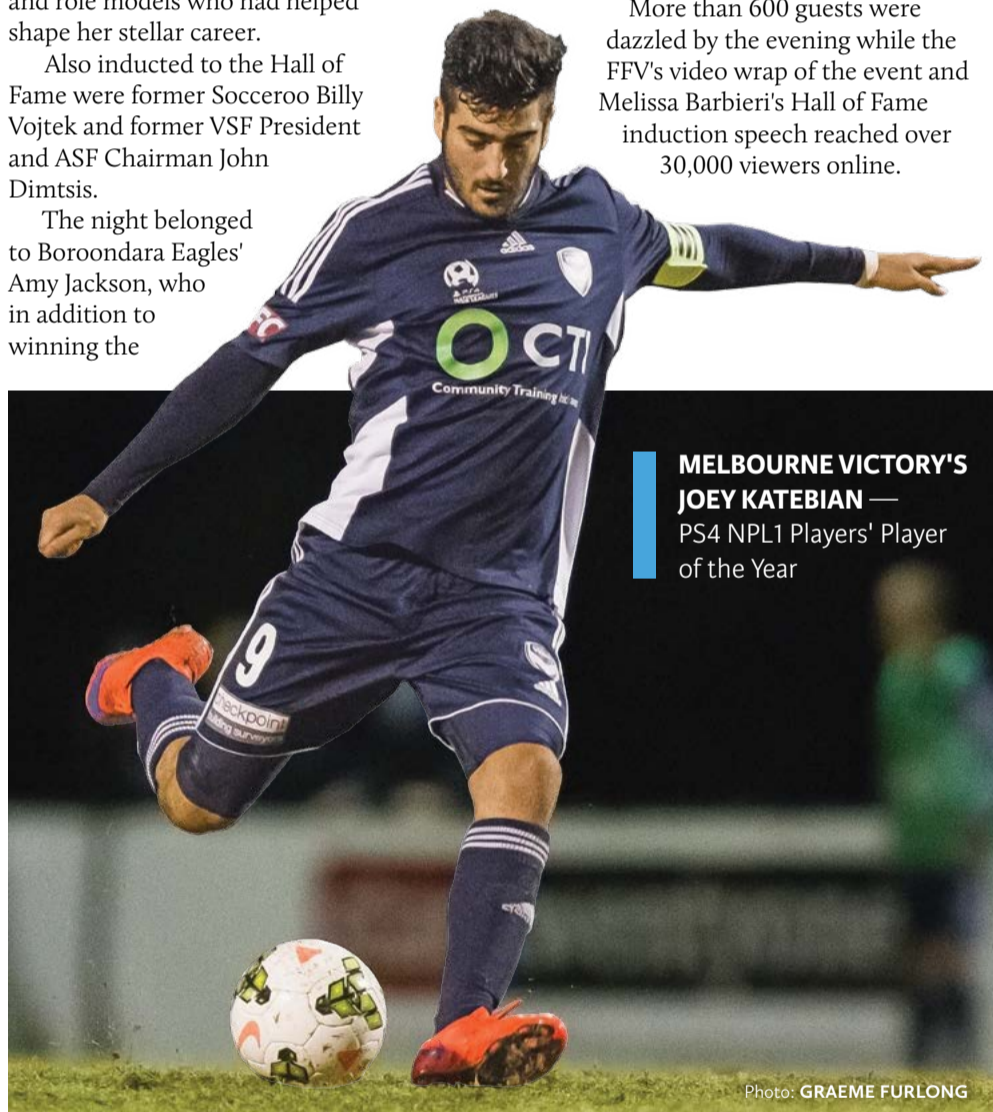 and role models who had helped
shape her stellar career.
Also inducted to the Hall of
Fame were former Socceroo Billy
Vojtek and former VSF President
and ASF Chairman John
Dimtsis.
The night belonged
to Boroondara Eagles'
Amy Jackson, who
in addition to
winning the
More than 600 guests were
dazzled by the evening while the
FFV's video wrap of the event and
Melissa Barbieri's Hall of Fame
induction speech reached over
30,000 viewers online.
adidas
FC
CTI
Community Training
9
checkpoint
building surveyors
MELBOURNE VICTORY'S
JOEY KATEBIAN —
PS4 NPL1 Players' Player
of the Year
Photo: GRAEME FURLONG